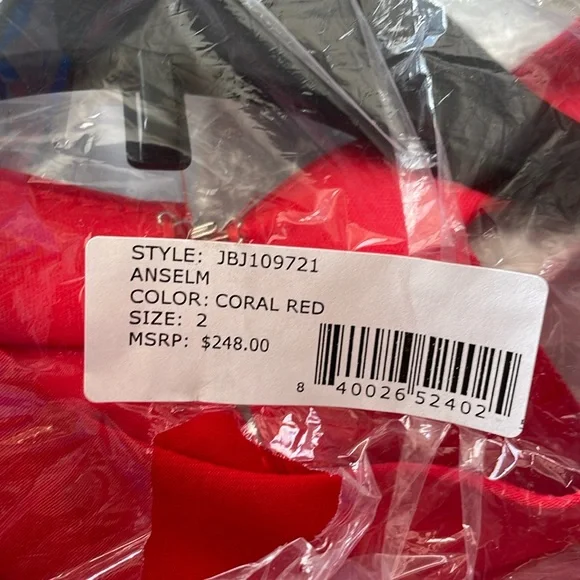 STYLE: JBJ109721
ANSELM
COLOR: CORAL RED
SIZE: 2
MSRP: $248.00
8 40026 52402